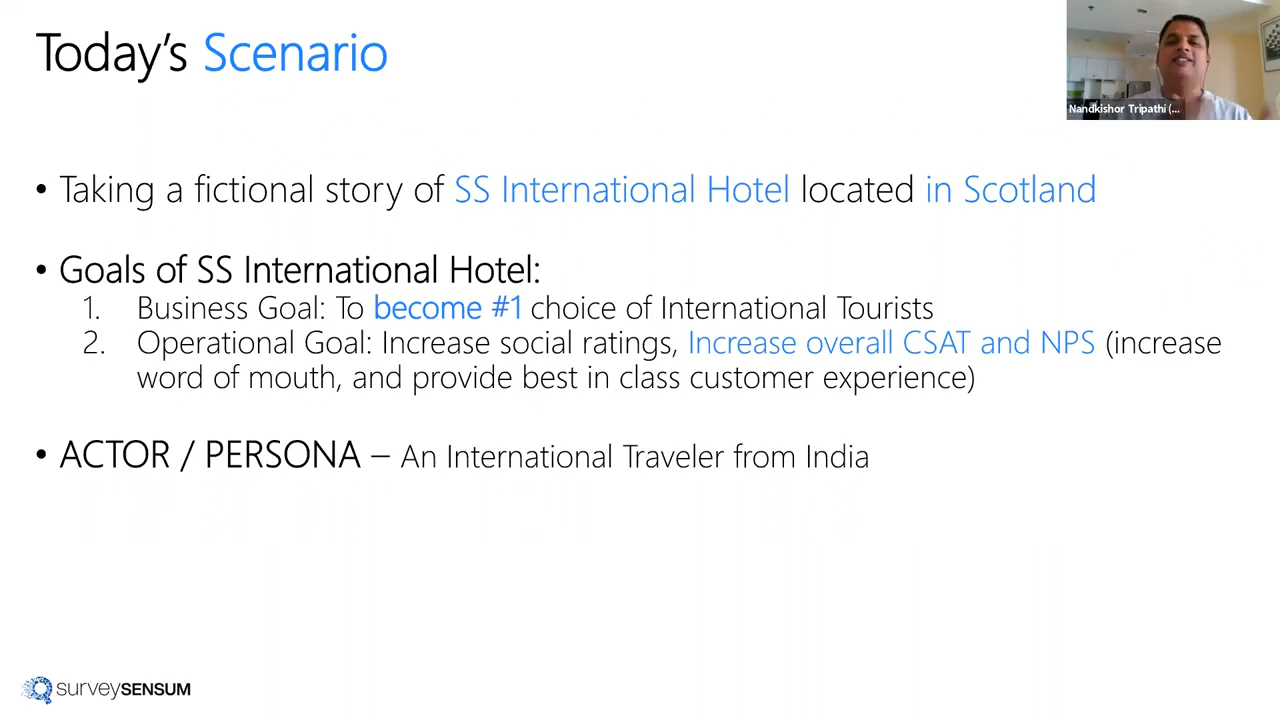 Today's Scenario
Nandkishor Tripathi (...
• Taking a fictional story of SS International Hotel located in Scotland
• Goals of SS International Hotel:
1. Business Goal: To become #1 choice of International Tourists
2. Operational Goal: Increase social ratings, Increase overall CSAT and NPS (increase
word of mouth, and provide best in class customer experience)
• ACTOR / PERSONA – An International Traveler from India
surveySENSUM